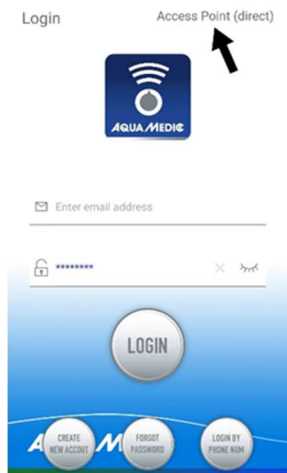 Login
Access Point (direct)
AQUA MEDIC
Enter email address
********
LOGIN
A M
CREATE
NEW ACCOUT
FORGOT
PASSWORD
LOGIN BY
PHONE NUM